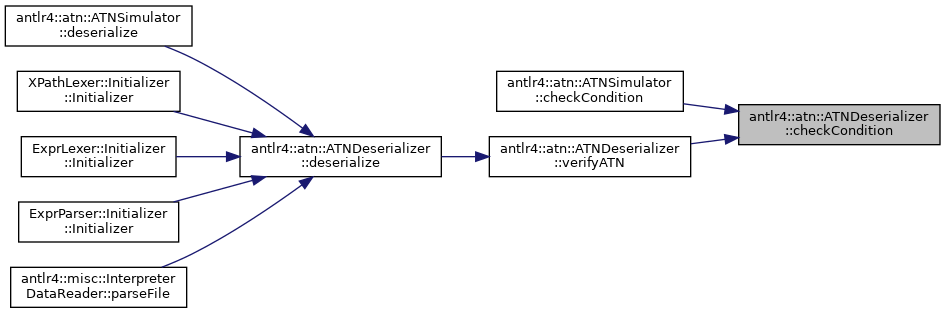 antlr4::atn::ATNSimulator
::deserialize
XPathLexer::Initializer
::Initializer
ExprLexer::Initializer
::Initializer
ExprParser::Initializer
::Initializer
antlr4::misc::Interpreter
DataReader::parseFile
antlr4::atn::ATNDeserializer
::deserialize
antlr4::atn::ATNSimulator
::checkCondition
antlr4::atn::ATNDeserializer
::verifyATN
antlr4::atn::ATNDeserializer
::checkCondition